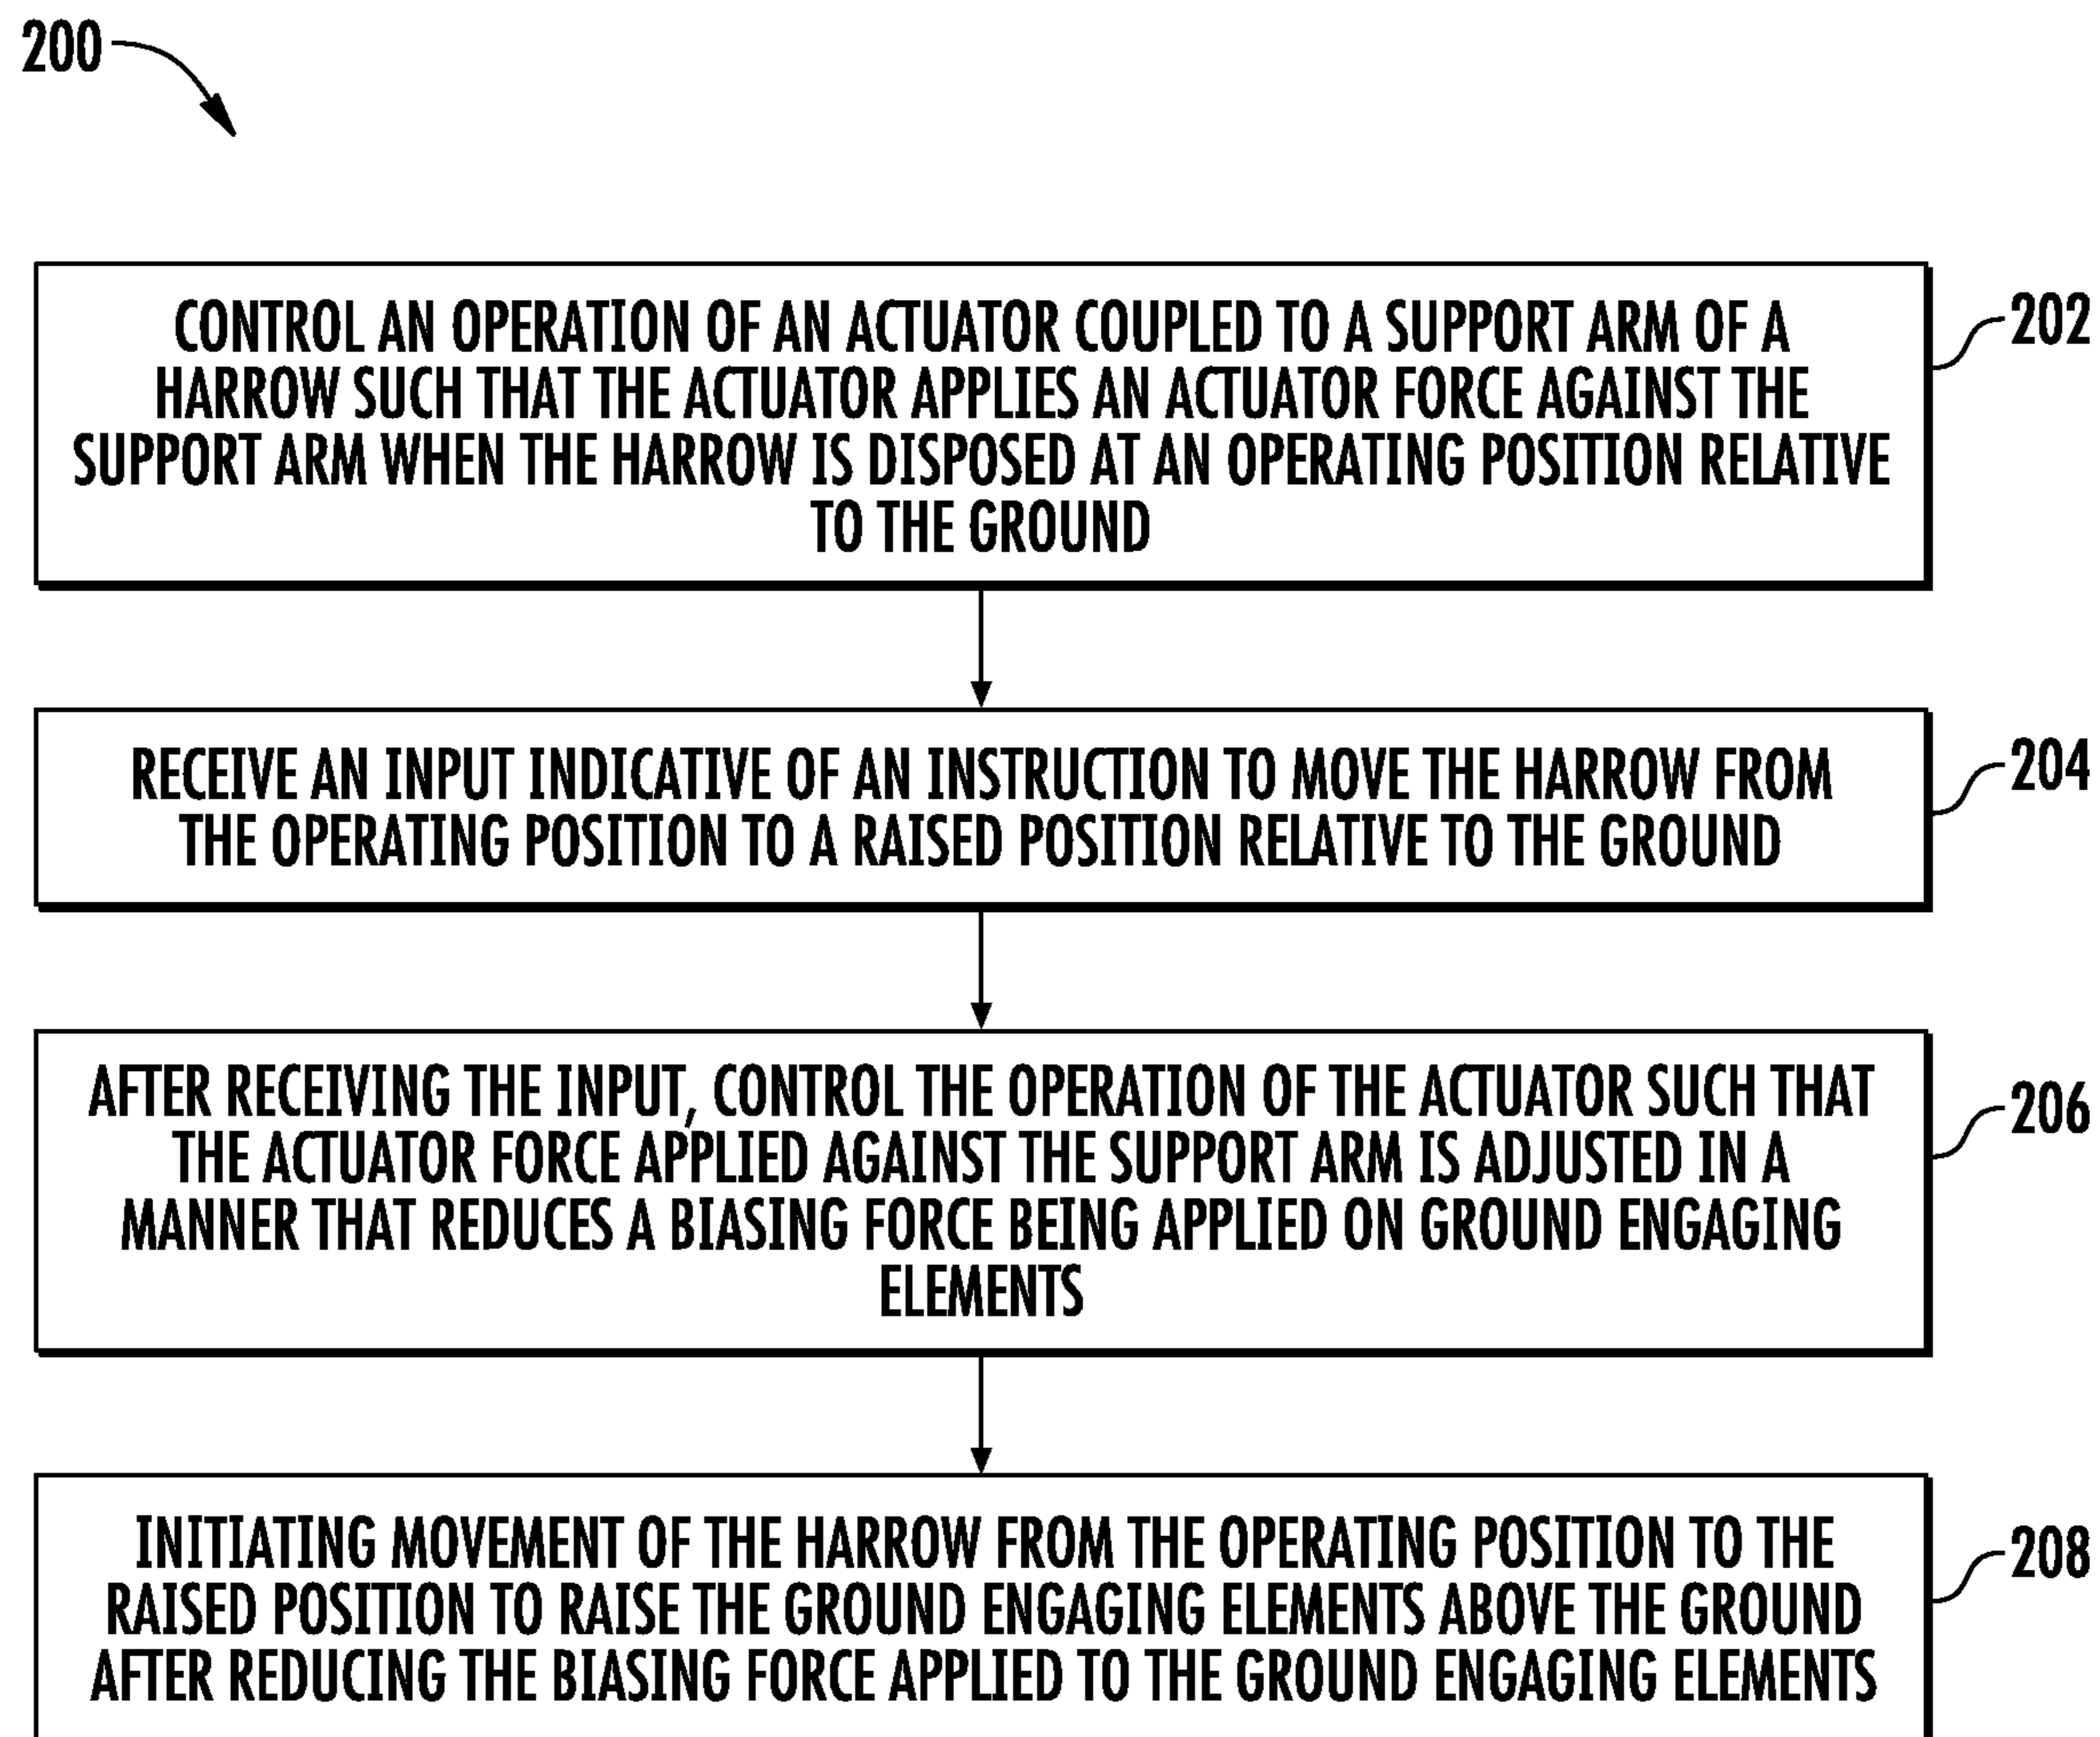 200
CONTROL AN OPERATION OF AN ACTUATOR COUPLED TO A SUPPORT ARM OF A
HARROW SUCH THAT THE ACTUATOR APPLIES AN ACTUATOR FORCE AGAINST THE
SUPPORT ARM WHEN THE HARROW IS DISPOSED AT AN OPERATING POSITION RELATIVE
TO THE GROUND
202
RECEIVE AN INPUT INDICATIVE OF AN INSTRUCTION TO MOVE THE HARROW FROM
THE OPERATING POSITION TO A RAISED POSITION RELATIVE TO THE GROUND
204
AFTER RECEIVING THE INPUT, CONTROL THE OPERATION OF THE ACTUATOR SUCH THAT
THE ACTUATOR FORCE APPLIED AGAINST THE SUPPORT ARM IS ADJUSTED IN A
MANNER THAT REDUCES A BIASING FORCE BEING APPLIED ON GROUND ENGAGING
ELEMENTS
206
INITIATING MOVEMENT OF THE HARROW FROM THE OPERATING POSITION TO THE
RAISED POSITION TO RAISE THE GROUND ENGAGING ELEMENTS ABOVE THE GROUND
AFTER REDUCING THE BIASING FORCE APPLIED TO THE GROUND ENGAGING ELEMENTS
208